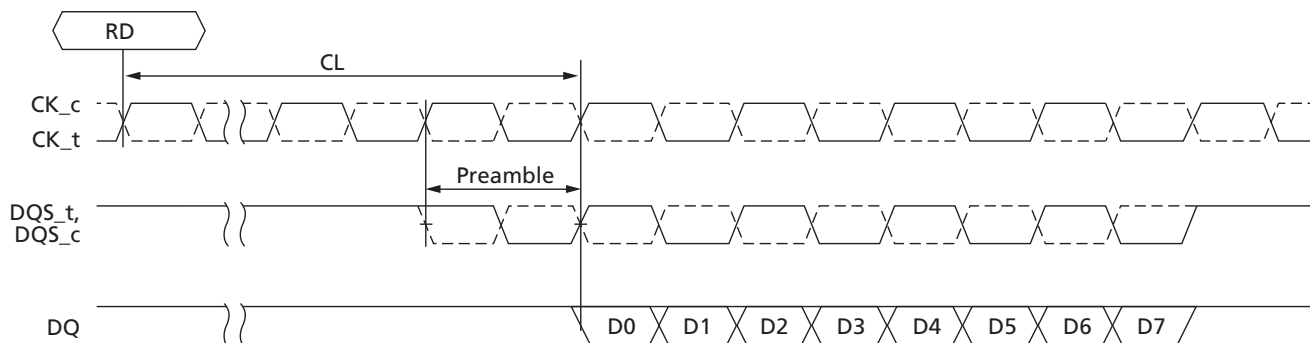 RD
CL
CK_c
CK_t
Preamble
DQS_t,
DQS_c
DQ
D0 D1 D2 D3 D4 D5 D6 D7